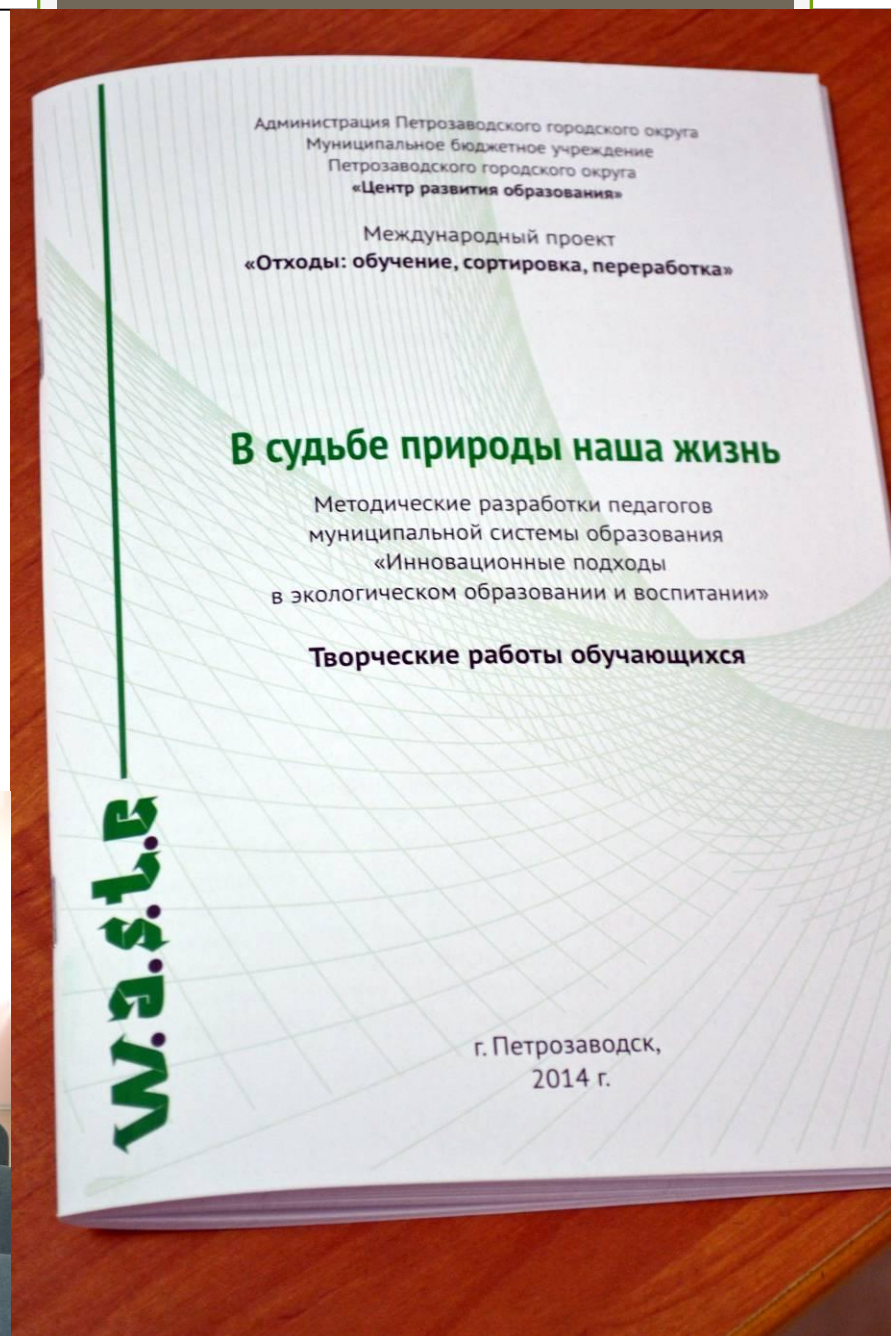 Администрация Петрозаводского городского округа
Муниципальное бюджетное учреждение
Петрозаводского городского округа
«Центр развития образования»
Международный проект
«Отходы: обучение, сортировка, переработка»
В судьбе природы наша жизнь
Методические разработки педагогов
муниципальной системы образования
«Инновационные подходы
в экологическом образовании и воспитании»
Творческие работы обучающихся
w.a.s.t.e
г. Петрозаводск,
2014 г.